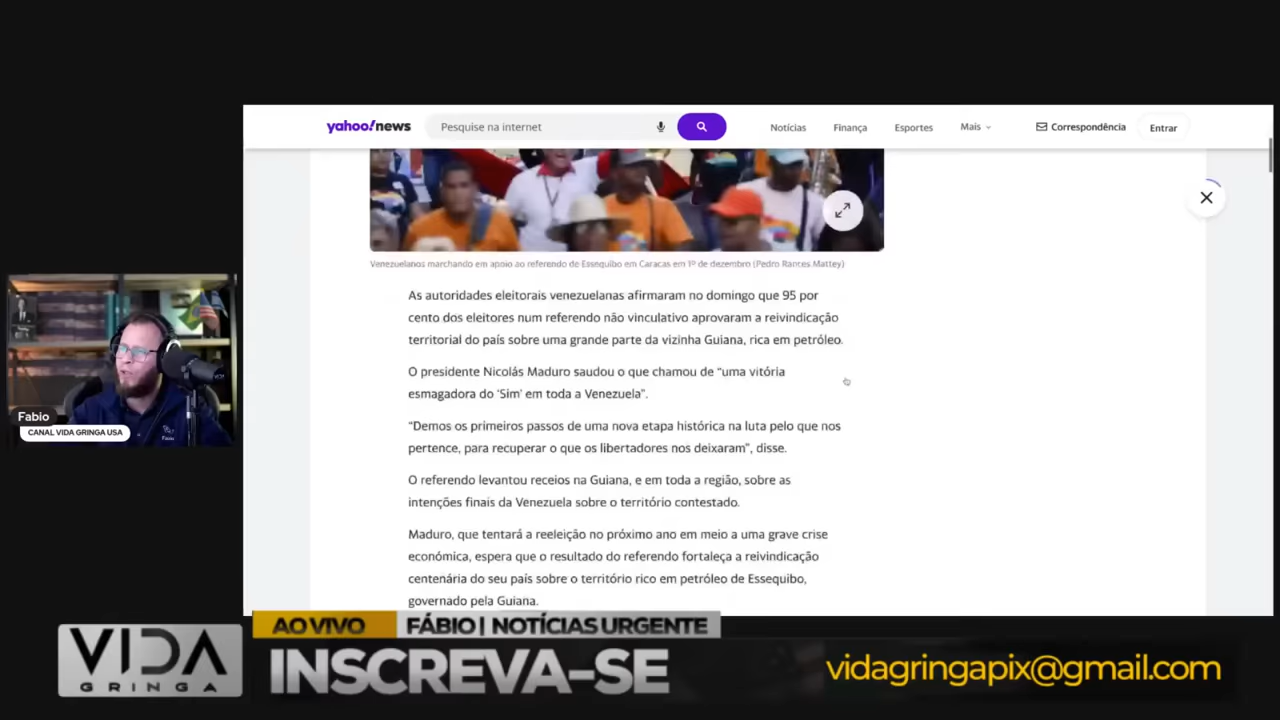 yahoo!news
Pesquise na internet
Notícias
Finança
Esportes
Mais
Correspondência
Entrar
Venezuelanos marchando em apoio ao referendo de Essequibo em Caracas em 1º de dezembro (Pedro Rances Mattey)
As autoridades eleitorais venezuelanas afirmaram no domingo que 95 por
cento dos eleitores num referendo não vinculativo aprovaram a reivindicação
territorial do país sobre uma grande parte da vizinha Guiana, rica em petróleo.
O presidente Nicolás Maduro saudou o que chamou de “uma vitória
esmagadora do ‘Sim’ em toda a Venezuela”.
“Demos os primeiros passos de uma nova etapa histórica na luta pelo que nos
pertence, para recuperar o que os libertadores nos deixaram”, disse.
O referendo levantou receios na Guiana, e em toda a região, sobre as
intenções finais da Venezuela sobre o território contestado.
Maduro, que tentará a reeleição no próximo ano em meio a uma grave crise
económica, espera que o resultado do referendo fortaleça a reivindicação
centenária do seu país sobre o território rico em petróleo de Essequibo,
governado pela Guiana.
Fabio
CANAL VIDA GRINGA USA
AO VIVO
FÁBIO | NOTÍCIAS URGENTE
VIDA
GRINGA
INSCREVA-SE
vidagringapix@gmail.com